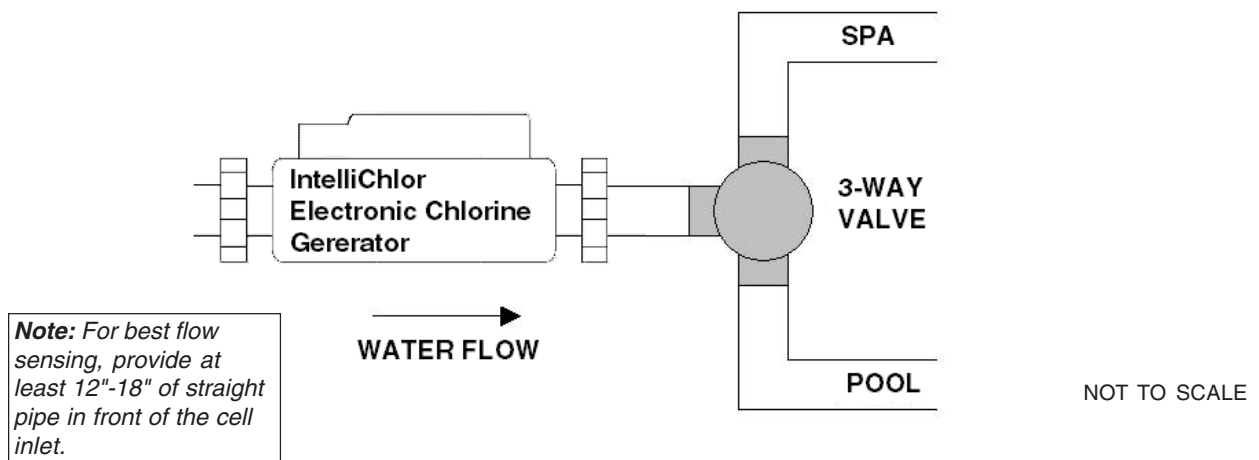 SPA
IntelliChlor
Electronic Chlorine
Gererator
3-WAY
VALVE
WATER FLOW
Note: For best flow
sensing, provide at
least 12"-18" of straight
pipe in front of the cell
inlet.
POOL
NOT TO SCALE